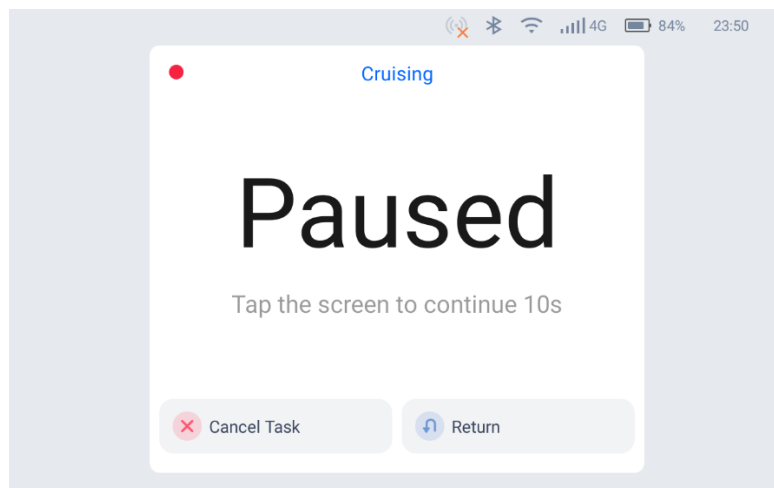 4G 84% 23:50
Cruising
Paused
Tap the screen to continue 10s
Cancel Task Return